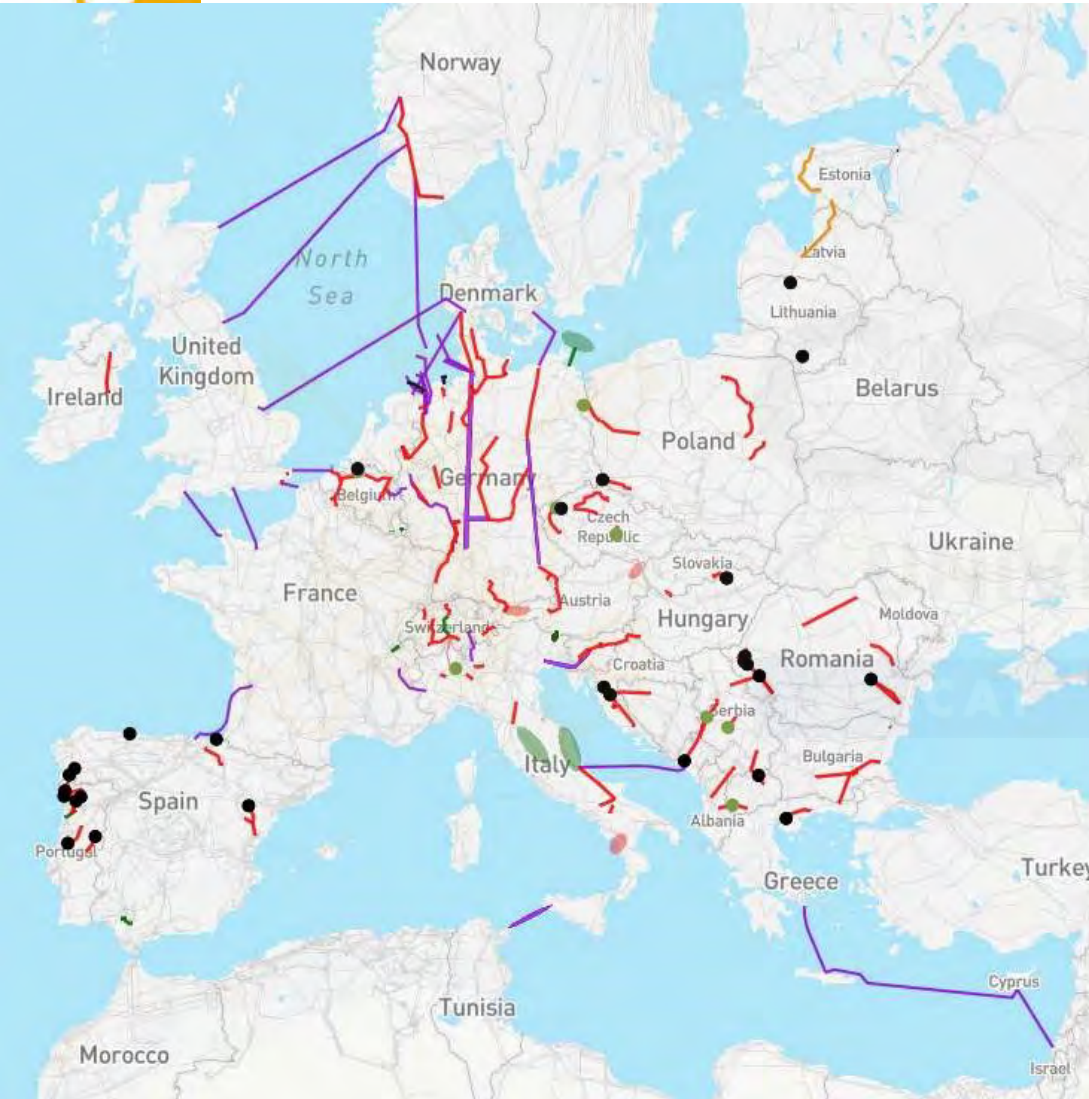 Norway
Estonia
North
Sea
Latvia
Denmark
Lithuania
United
Kingdom
Ireland
Belarus
Poland
Germany
Belgium
Czech
Republic
Ukraine
Slovakia
France
Austria
Moldova
Hungary
Switzerland
Romania
Croatia
Serbia
Bulgaria
Italy
Spain
Albania
Portugal
Turkey
Greece
Cyprus
Tunisia
Morocco
Israel